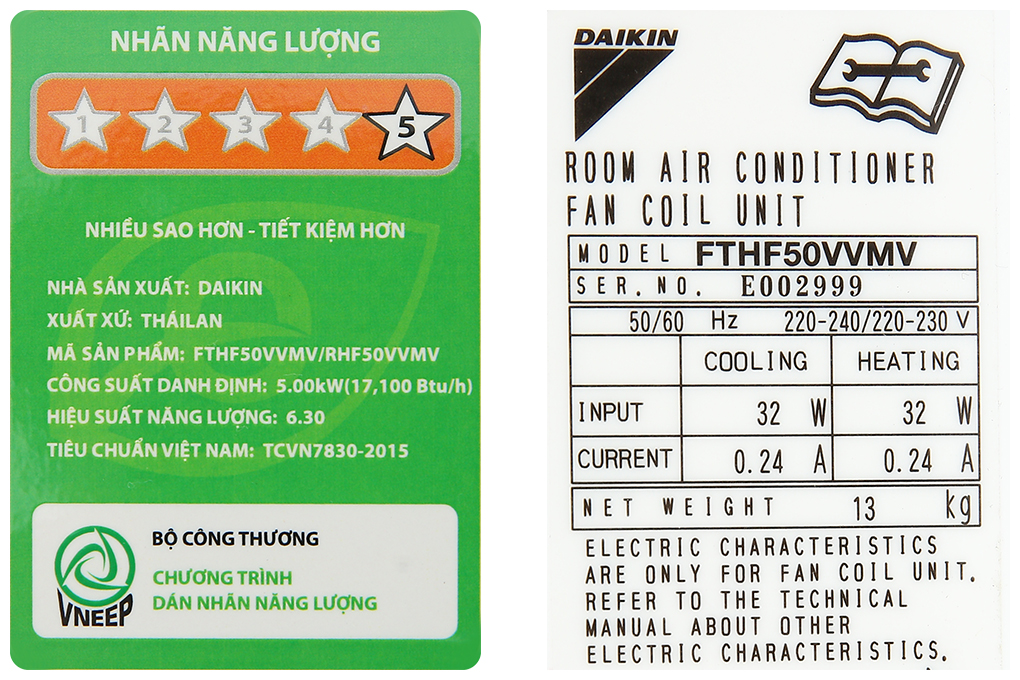 NHÃN NĂNG LƯỢNG
1 2 3 4 5
NHIỀU SAO HƠN - TIẾT KIỆM HƠN
NHÀ SẢN XUẤT: DAIKIN
XUẤT XỨ: THÁILAN
MÃ SẢN PHẨM: FTHF50VVMV/RHF50VVMV
CÔNG SUẤT DANH ĐỊNH: 5.00kW(17,100 Btu/h)
HIỆU SUẤT NĂNG LƯỢNG: 6.30
TIÊU CHUẨN VIỆT NAM: TCVN7830-2015
VNEEP
BỘ CÔNG THƯƠNG
CHƯƠNG TRÌNH
DÁN NHÃN NĂNG LƯỢNG
DAIKIN
ROOM AIR CONDITIONER
FAN COIL UNIT
MODEL FTHF50VVMV
SER.NO. E002999
50/60 Hz 220-240/220-230 V
COOLING HEATING
INPUT 32 W 32 W
CURRENT 0.24 A 0.24 A
NET WEIGHT 13 kg
ELECTRIC CHARACTERISTICS
ARE ONLY FOR FAN COIL UNIT.
REFER TO THE TECHNICAL
MANUAL ABOUT OTHER
ELECTRIC CHARACTERISTICS.